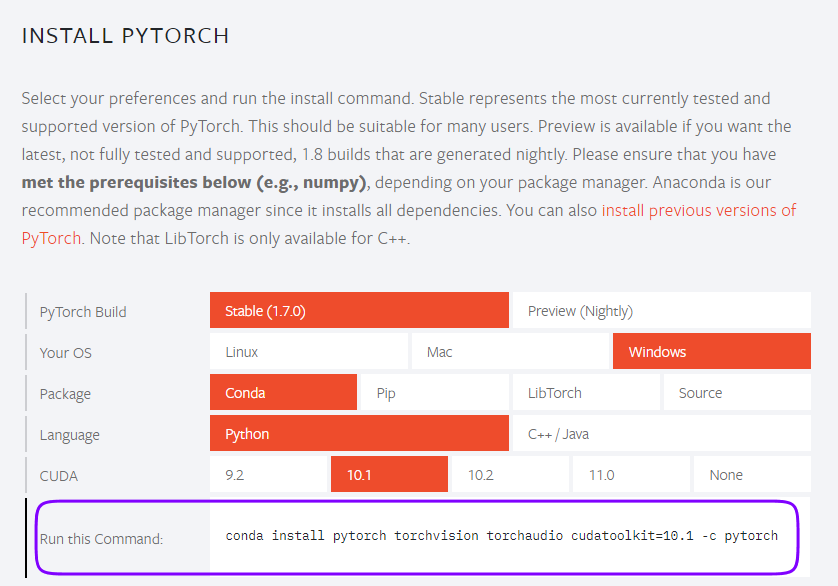 INSTALL PYTORCH
Select your preferences and run the install command. Stable represents the most currently tested and
supported version of PyTorch. This should be suitable for many users. Preview is available if you want the
latest, not fully tested and supported, 1.8 builds that are generated nightly. Please ensure that you have
met the prerequisites below (e.g., numpy), depending on your package manager. Anaconda is our
recommended package manager since it installs all dependencies. You can also install previous versions of
PyTorch. Note that LibTorch is only available for C++.
PyTorch Build Stable (1.7.0) Preview (Nightly)
Your OS Linux Mac Windows
Package Conda Pip LibTorch Source
Language Python C++ / Java
CUDA 9.2 10.1 10.2 11.0 None
Run this Command: conda install pytorch torchvision torchaudio cudatoolkit=10.1 -c pytorch